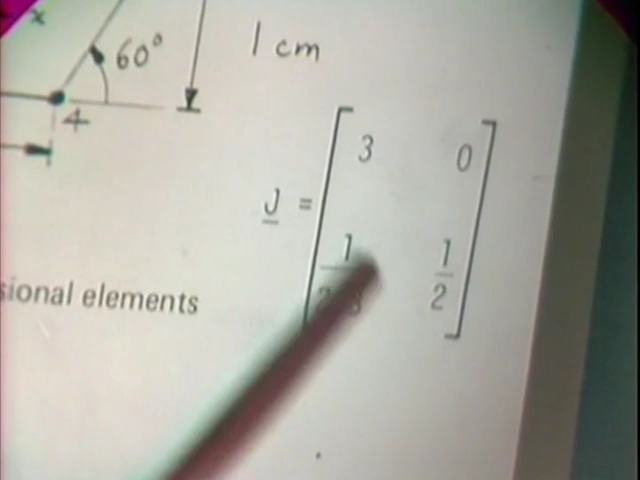 x
60°
1 cm
4
J = [ 3 0
1 1/2 ]
sional elements